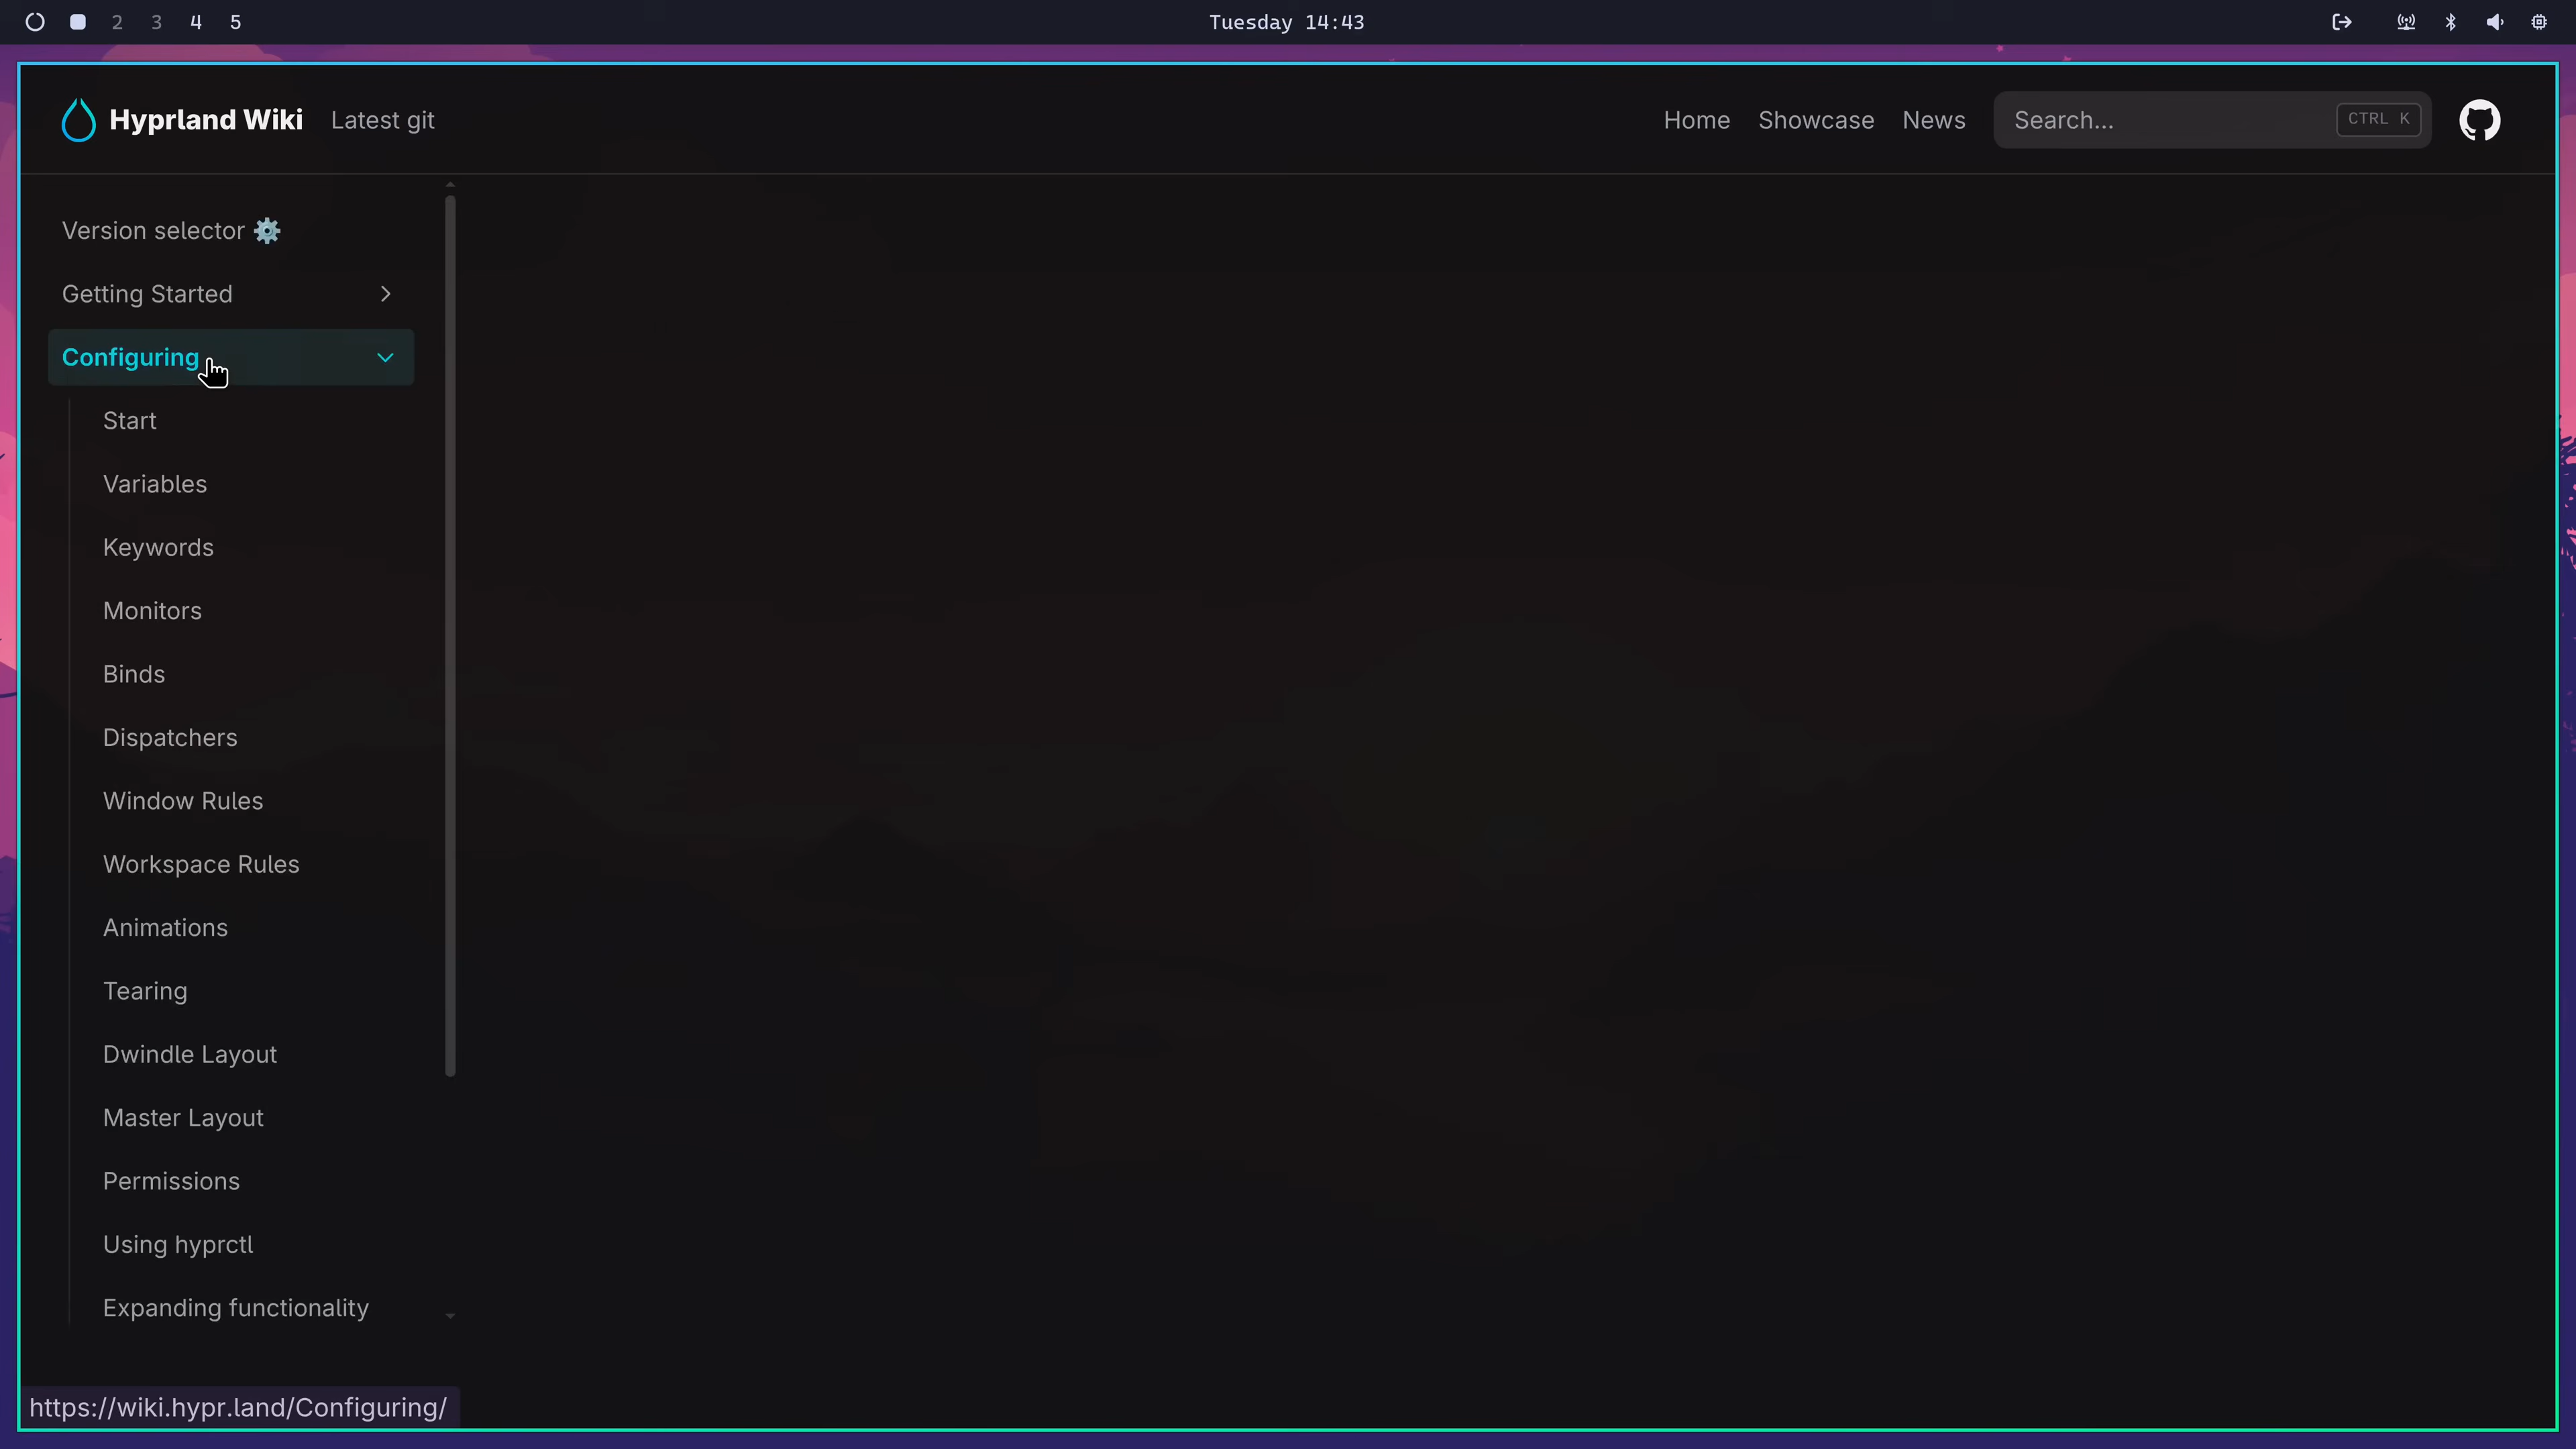 2 3 4 5
Tuesday 14:43
Hyprland Wiki Latest git
Home Showcase News Search... CTRL K
Version selector ⚙️
Getting Started
Configuring
Start
Variables
Keywords
Monitors
Binds
Dispatchers
Window Rules
Workspace Rules
Animations
Tearing
Dwindle Layout
Master Layout
Permissions
Using hyprctl
Expanding functionality
https://wiki.hypr.land/Configuring/